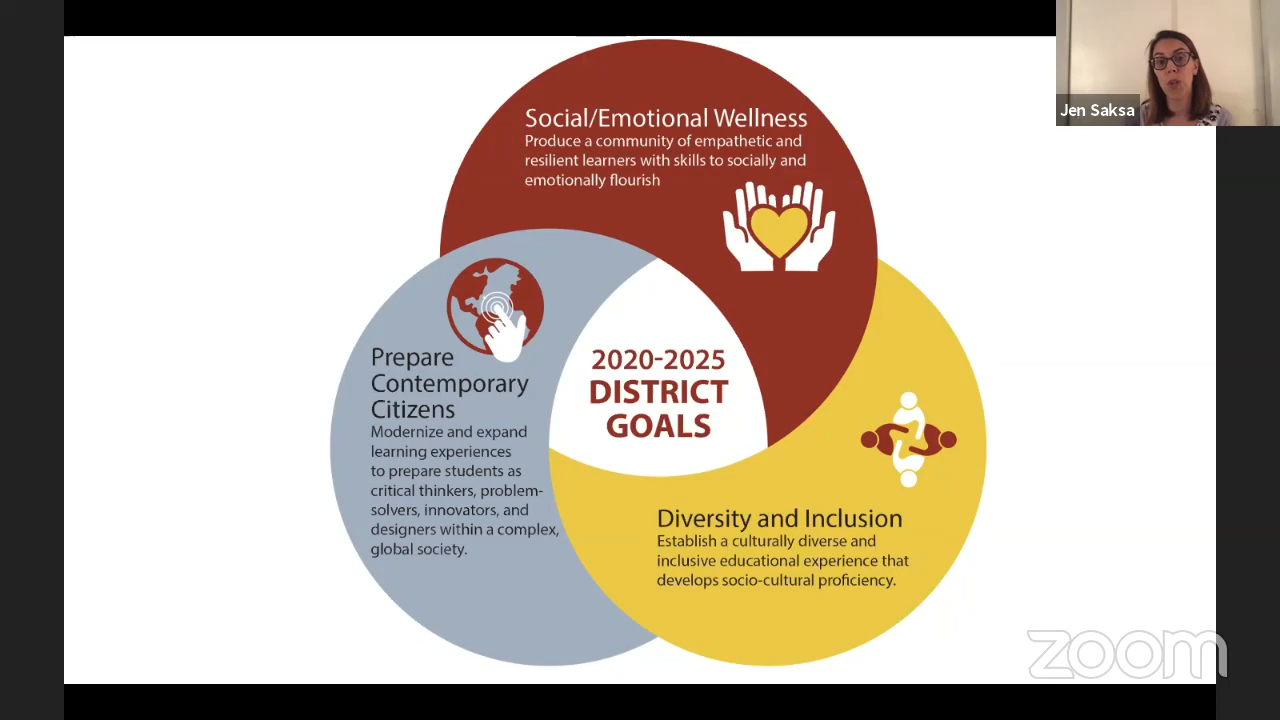 Jen Saksa
Social/Emotional Wellness
Produce a community of empathetic and
resilient learners with skills to socially and
emotionally flourish
Prepare
Contemporary
Citizens
Modernize and expand
learning experiences
to prepare students as
critical thinkers, problem-
solvers, innovators, and
designers within a complex,
global society.
2020-2025
DISTRICT
GOALS
Diversity and Inclusion
Establish a culturally diverse and
inclusive educational experience that
develops socio-cultural proficiency.
zoom